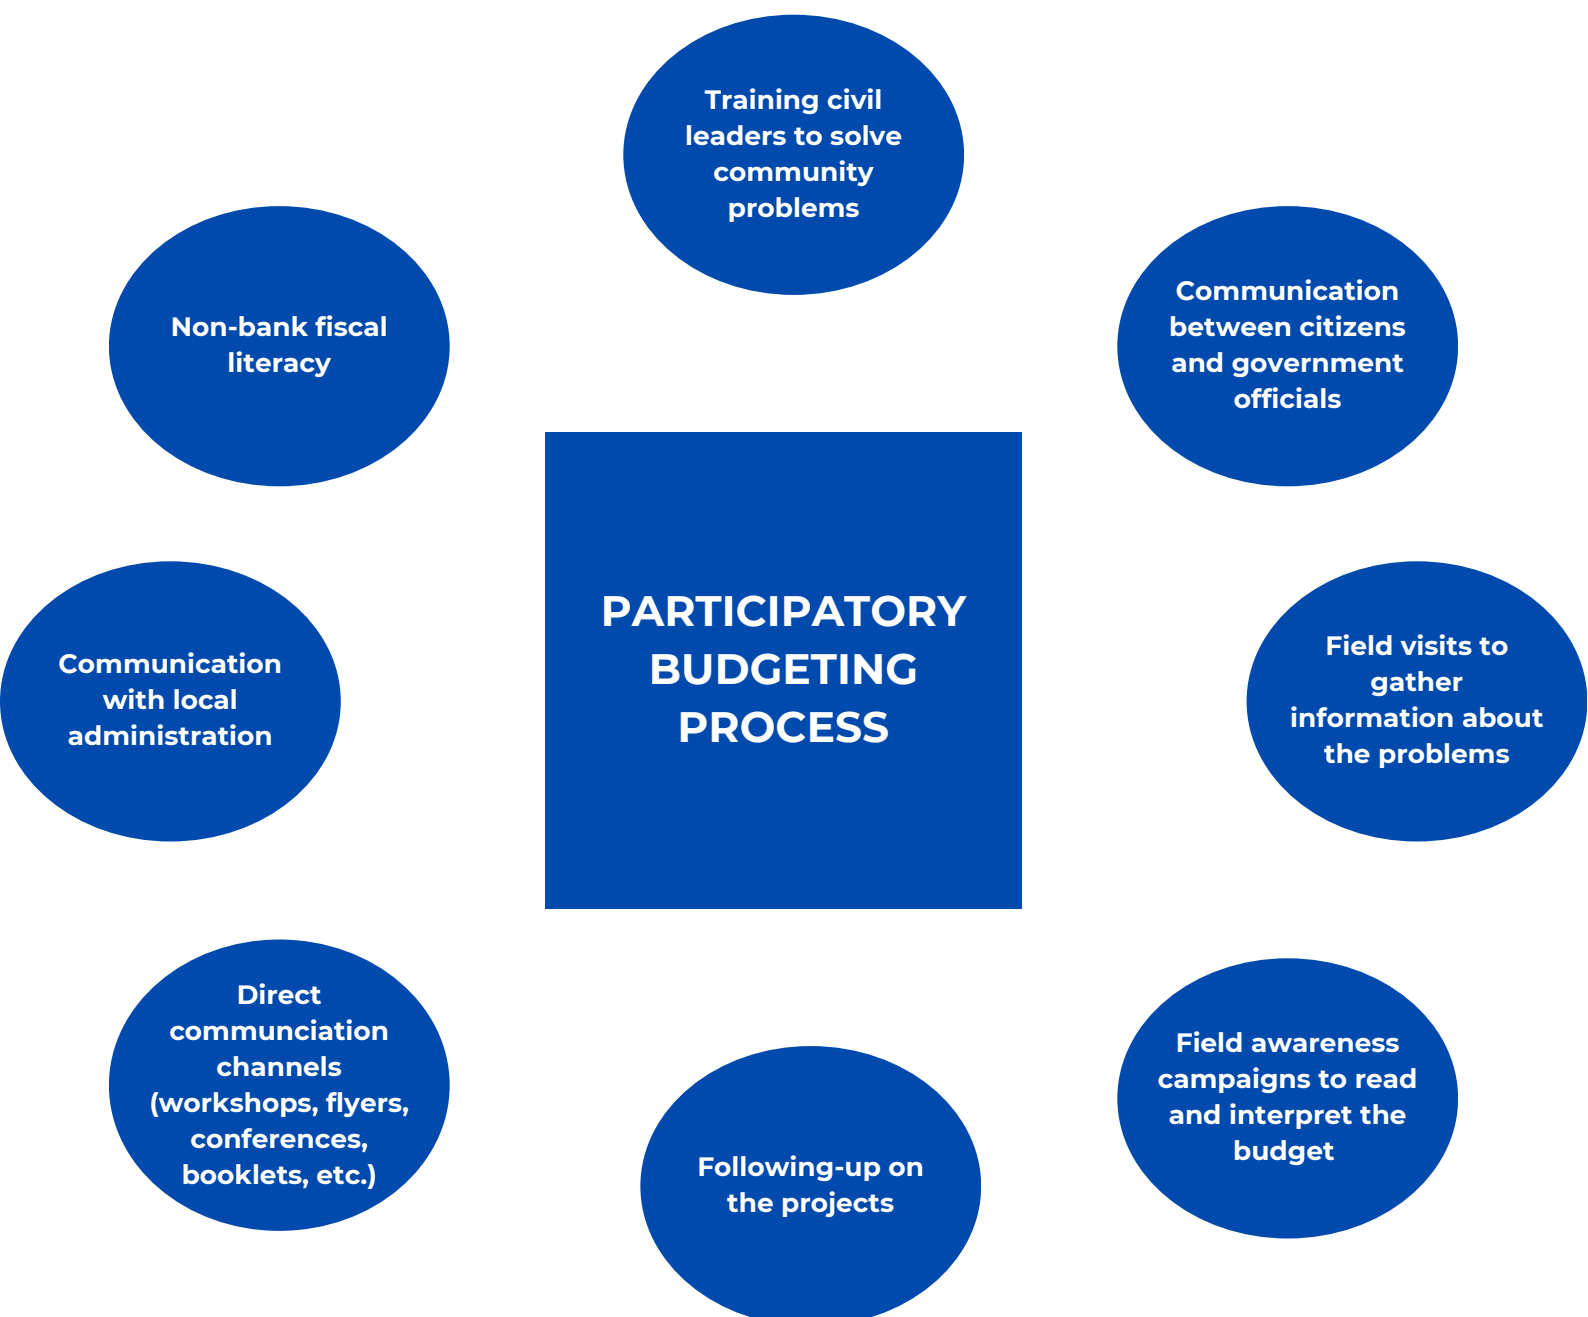 Training civil
leaders to solve
community
problems
Non-bank fiscal
literacy
Communication
between citizens
and government
officials
PARTICIPATORY
BUDGETING
PROCESS
Communication
with local
administration
Field visits to
gather
information about
the problems
Direct
communciation
channels
(workshops, flyers,
conferences,
booklets, etc.)
Following-up on
the projects
Field awareness
campaigns to read
and interpret the
budget